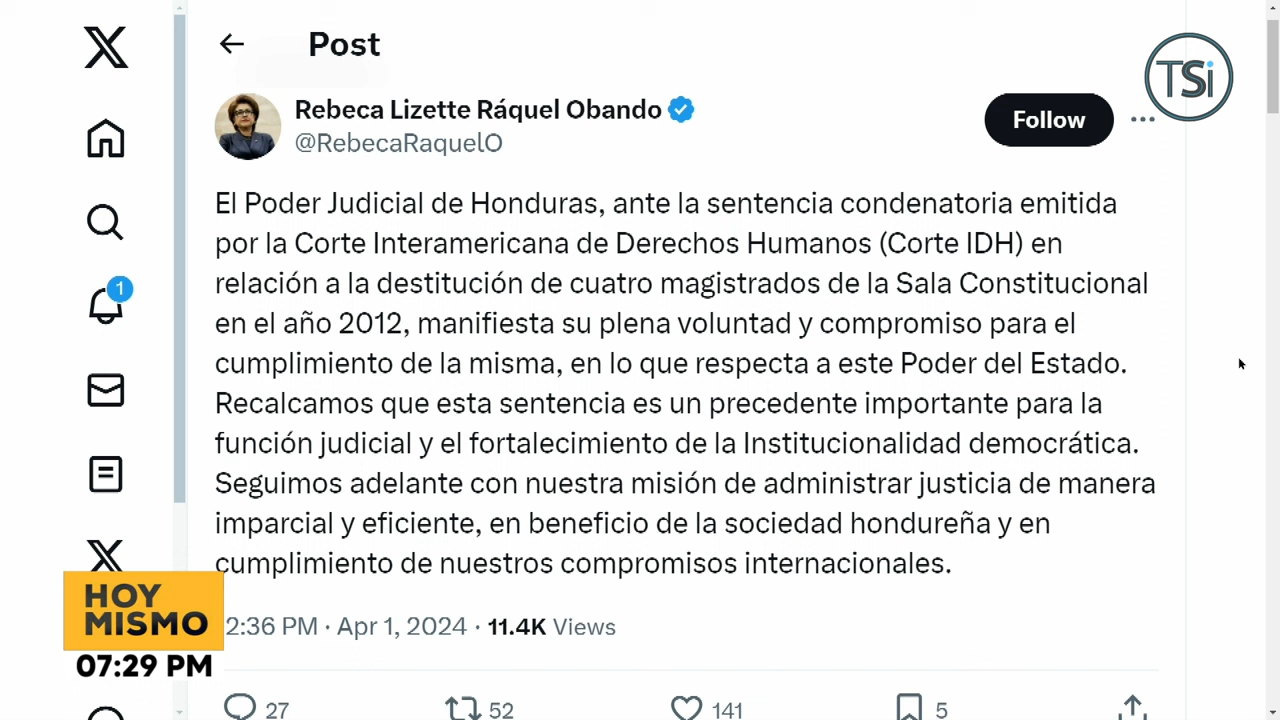 Post
TSi
Rebeca Lizette Ráquel Obando
@RebecaRaquelO
Follow
El Poder Judicial de Honduras, ante la sentencia condenatoria emitida
por la Corte Interamericana de Derechos Humanos (Corte IDH) en
relación a la destitución de cuatro magistrados de la Sala Constitucional
en el año 2012, manifiesta su plena voluntad y compromiso para el
cumplimiento de la misma, en lo que respecta a este Poder del Estado.
Recalcamos que esta sentencia es un precedente importante para la
función judicial y el fortalecimiento de la Institucionalidad democrática.
Seguimos adelante con nuestra misión de administrar justicia de manera
imparcial y eficiente, en beneficio de la sociedad hondureña y en
cumplimiento de nuestros compromisos internacionales.
2:36 PM · Apr 1, 2024 · 11.4K Views
27 52 141 5
1
HOY
MISMO
07:29 PM